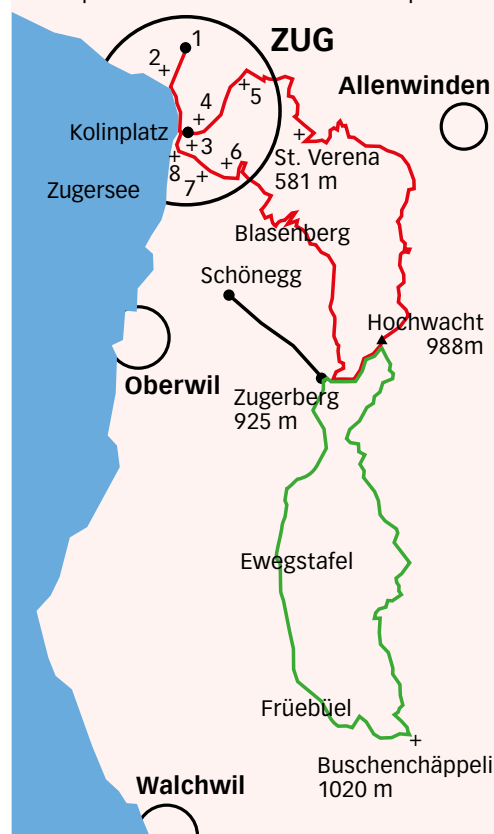 ZUG
1
2
Allenwinden
4
5
Kolinplatz
3
6
St. Verena
581 m
8
7
Zugersee
Blasenberg
Schönegg
Hochwacht
988m
Oberwil
Zugerberg
925 m
Ewegstafel
Früebüel
Buschenchäppeli
1020 m
Walchwil